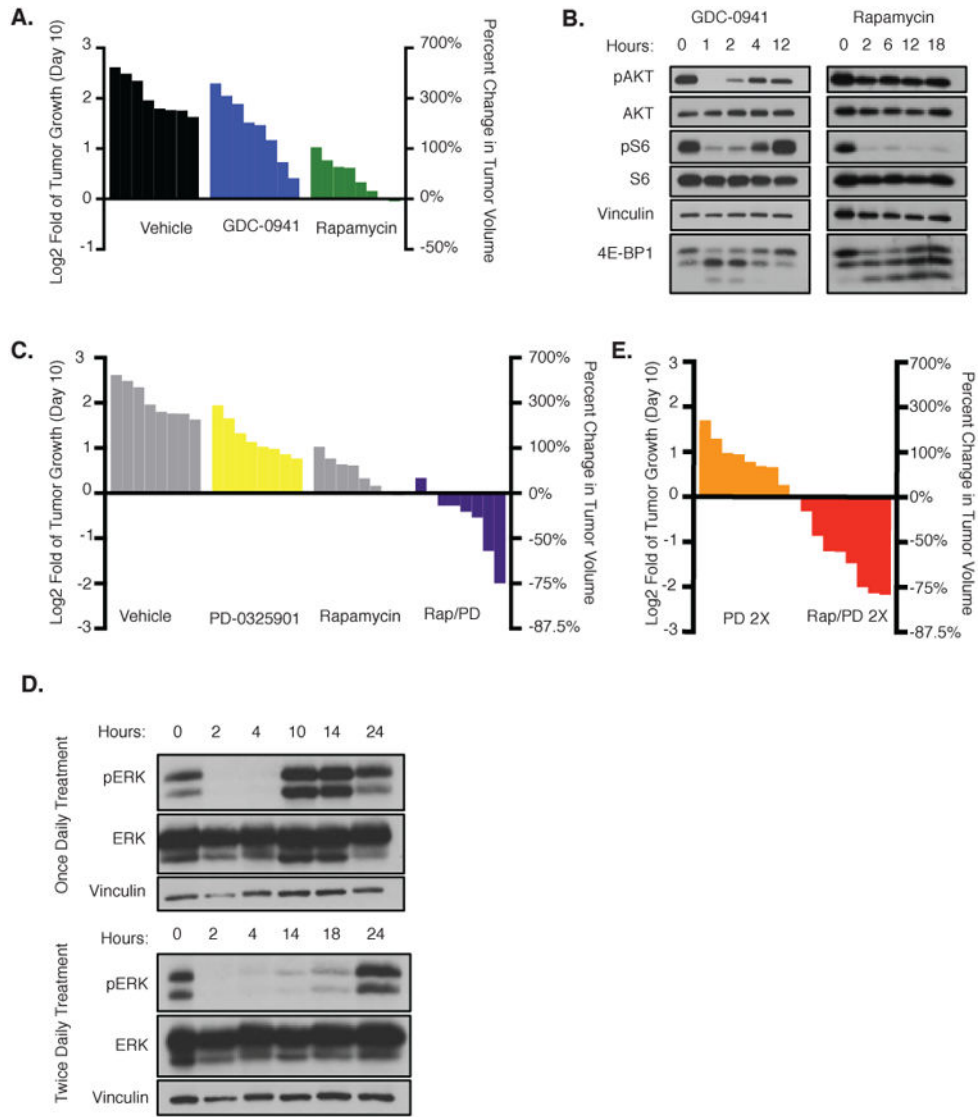 A.
Log2 Fold of Tumor Growth (Day 10)
3
2
1
0
-1
Vehicle
GDC-0941
Rapamycin
700%
300%
100%
0%
-50%
Percent Change in Tumor Volume
B.
GDC-0941 Rapamycin
Hours: 0 1 2 4 12 0 2 6 12 18
pAKT
AKT
pS6
S6
Vinculin
4E-BP1
C.
Log2 Fold of Tumor Growth (Day 10)
3
2
1
0
-1
-2
-3
Vehicle
PD-0325901
Rapamycin
Rap/PD
700%
300%
100%
0%
-50%
-75%
-87.5%
Percent Change in Tumor Volume
E.
Log2 Fold of Tumor Growth (Day 10)
3
2
1
0
-1
-2
-3
PD 2X
Rap/PD 2X
700%
300%
100%
0%
-50%
-75%
-87.5%
Percent Change in Tumor Volume
D.
Once Daily Treatment
Hours: 0 2 4 10 14 24
pERK
ERK
Vinculin
Twice Daily Treatment
Hours: 0 2 4 14 18 24
pERK
ERK
Vinculin